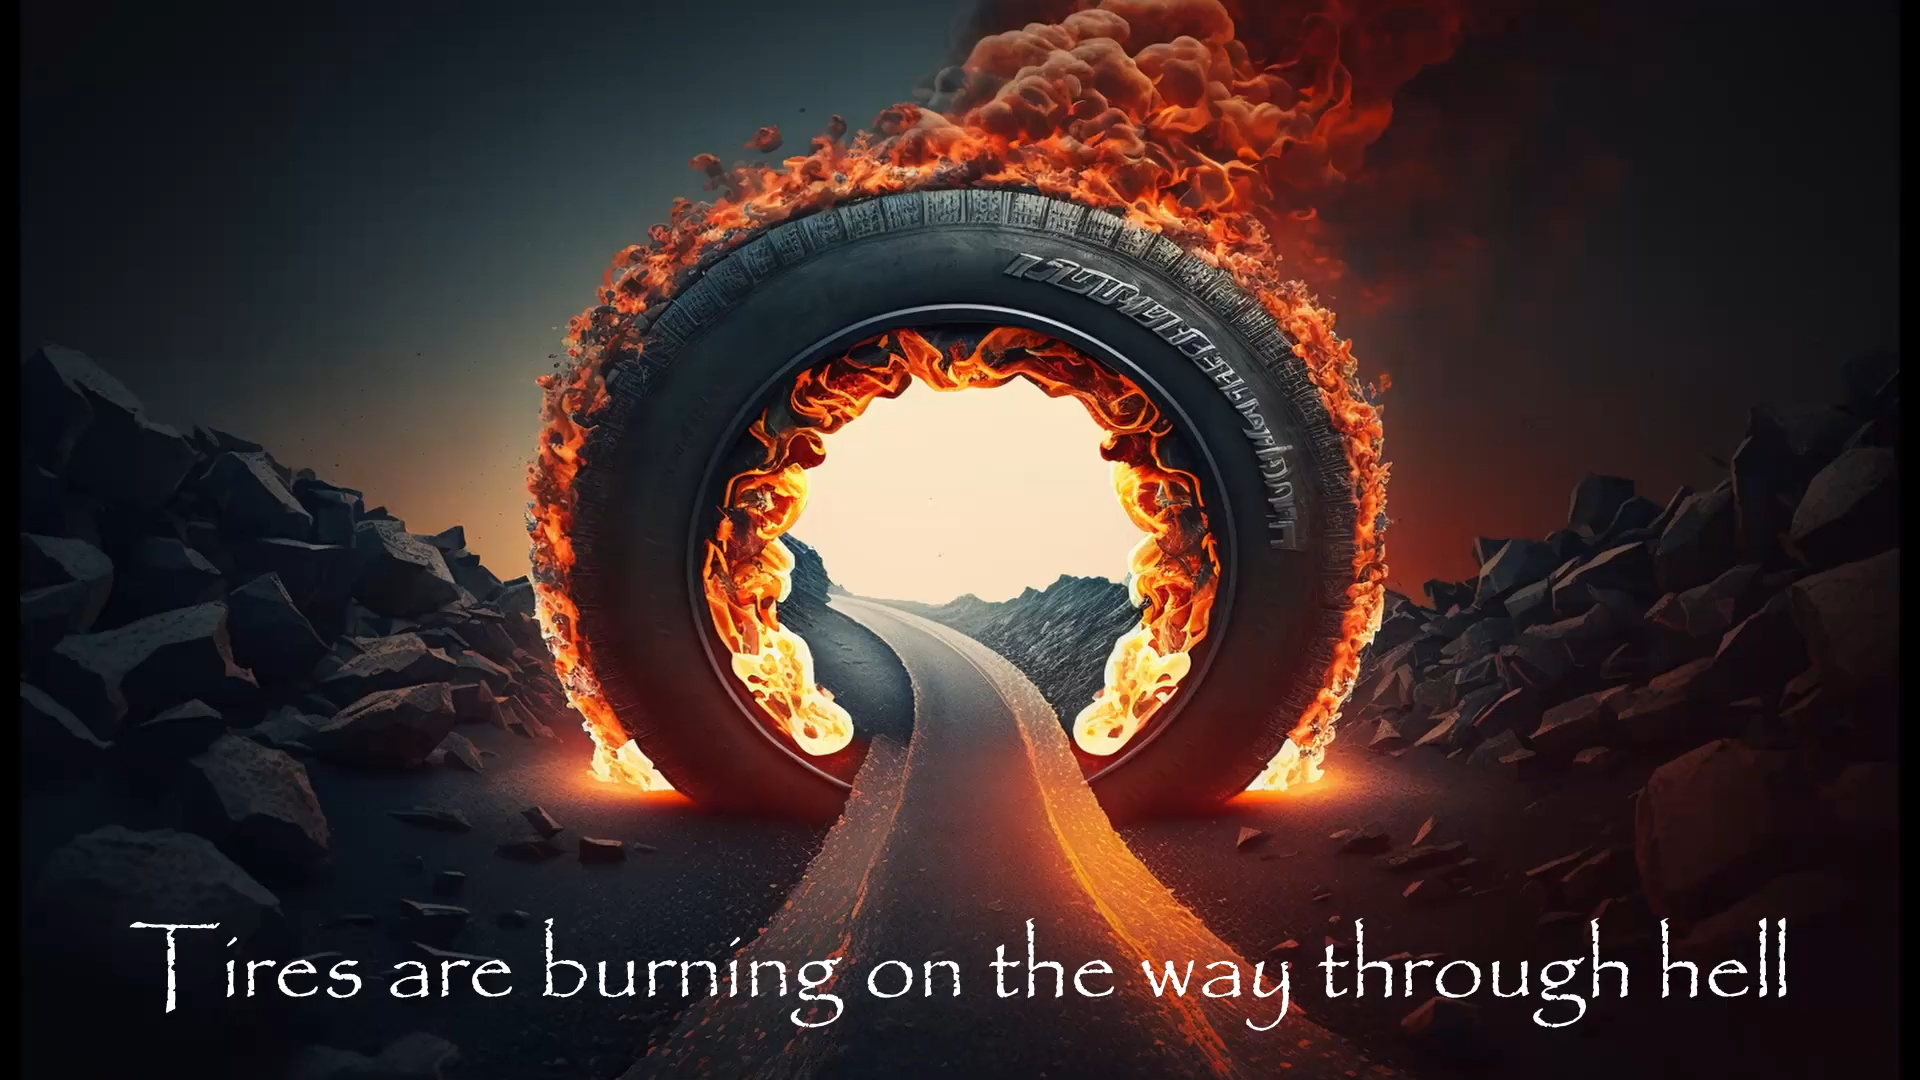 Tires are burning on the way through hell